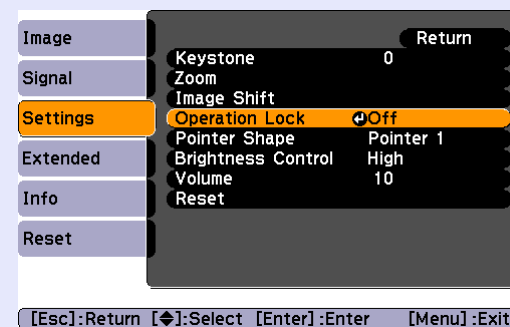 Image
Signal
Settings
Extended
Info
Reset
Return
Keystone 0
Zoom
Image Shift
Operation Lock Off
Pointer Shape Pointer 1
Brightness Control High
Volume 10
Reset
[Esc]:Return [◆]:Select [Enter]:Enter [Menu]:Exit